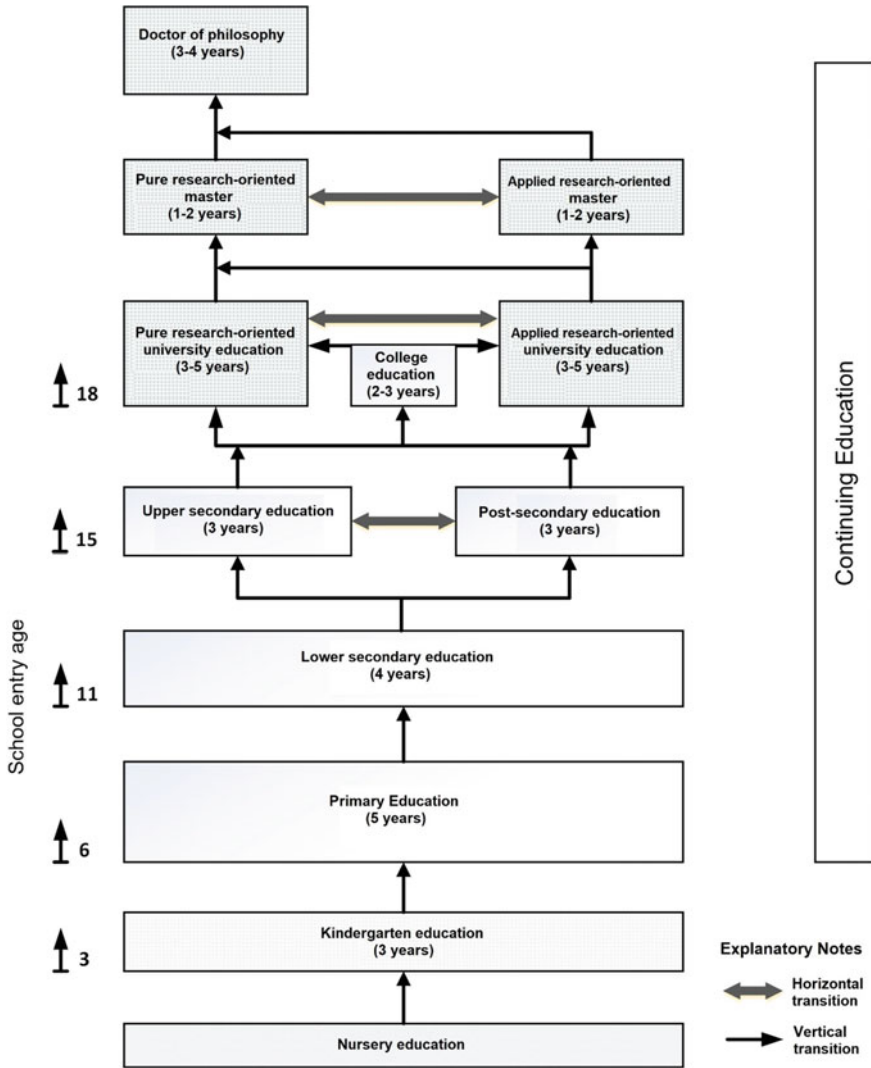 Doctor of philosophy
(3-4 years)
Pure research-oriented
master
(1-2 years)
Applied research-oriented
master
(1-2 years)
Pure research-oriented
university education
(3-5 years)
College
education
(2-3 years)
Applied research-oriented
university education
(3-5 years)
18
Upper secondary education
(3 years)
Post-secondary education
(3 years)
15
Lower secondary education
(4 years)
11
Primary Education
(5 years)
6
Kindergarten education
(3 years)
3
Nursery education
School entry age
Continuing Education
Explanatory Notes
Horizontal
transition
Vertical
transition